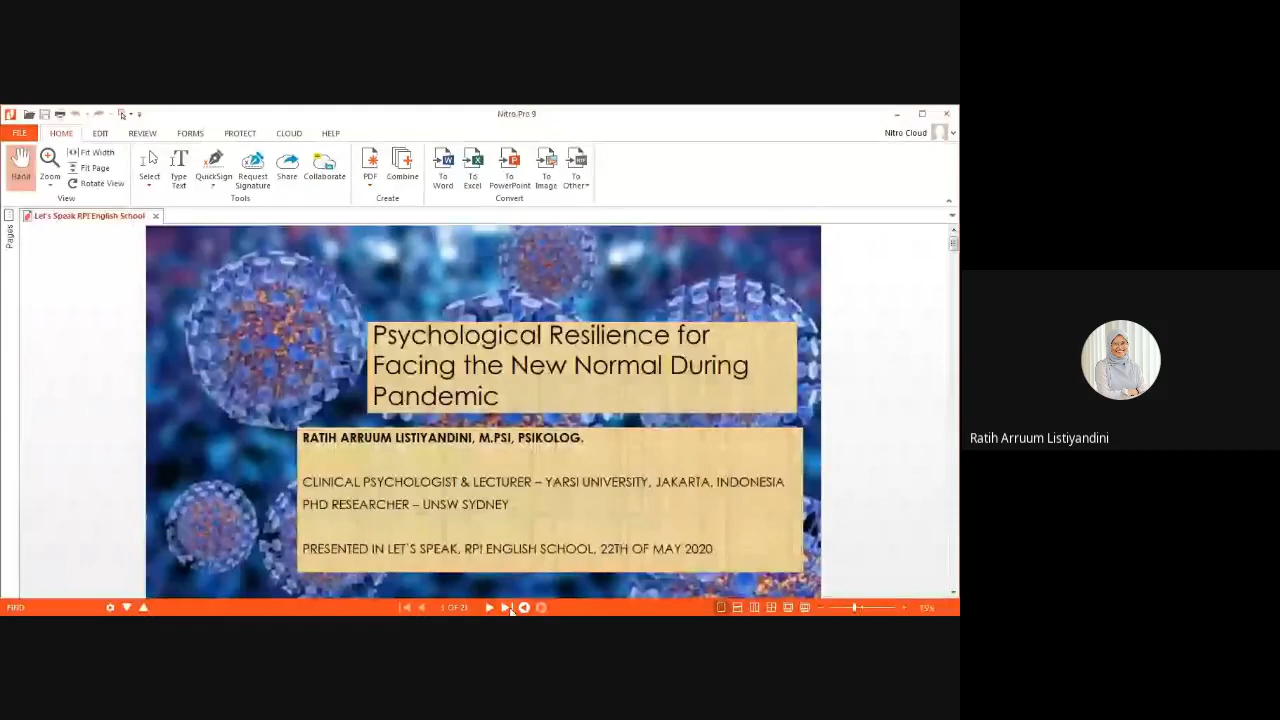 Nitro Pro 9
FILE HOME EDIT REVIEW FORMS PROTECT CLOUD HELP
Nitro Cloud
Hand
Zoom
Fit Width
Fit Page
Rotate View
View
Select
Type Text
QuickSign
Request Signature
Share
Collaborate
Tools
PDF
Combine
Create
To Word
To Excel
To PowerPoint
To Image
To Other
Convert
Let's Speak RPI English School
Pages
Psychological Resilience for
Facing the New Normal During
Pandemic
RATIH ARRUUM LISTIYANDINI, M.PSI, PSIKOLOG.
CLINICAL PSYCHOLOGIST & LECTURER – YARSI UNIVERSITY, JAKARTA, INDONESIA
PHD RESEARCHER – UNSW SYDNEY
PRESENTED IN LET`S SPEAK, RPI ENGLISH SCHOOL, 22TH OF MAY 2020
FIND
Ratih Arruum Listiyandini